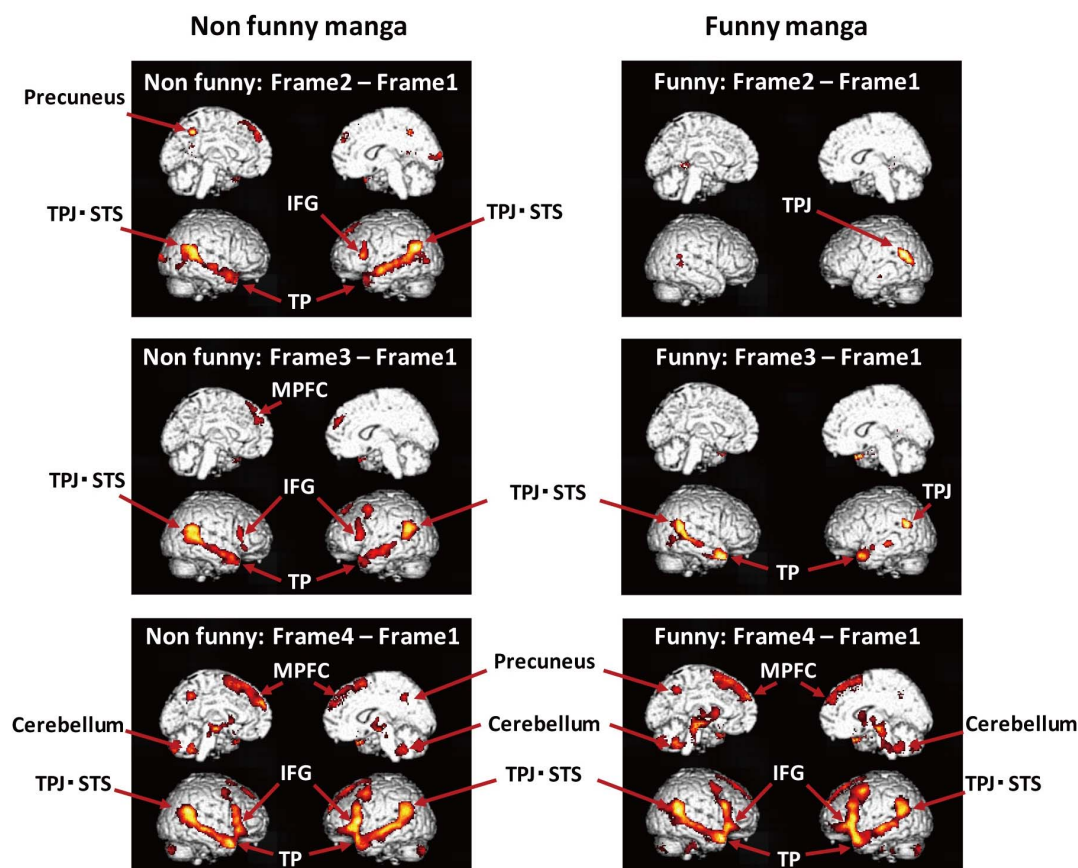 Non funny manga
Funny manga
Non funny: Frame2 – Frame1
Precuneus
TPJ・STS
IFG
TPJ・STS
TP
Funny: Frame2 – Frame1
TPJ
Non funny: Frame3 – Frame1
MPFC
TPJ・STS
IFG
TPJ・STS
TP
Funny: Frame3 – Frame1
TPJ
TP
Non funny: Frame4 – Frame1
MPFC
Precuneus
Cerebellum
Cerebellum
TPJ・STS
IFG
TPJ・STS
TP
Funny: Frame4 – Frame1
MPFC
Cerebellum
IFG
TPJ・STS
TP